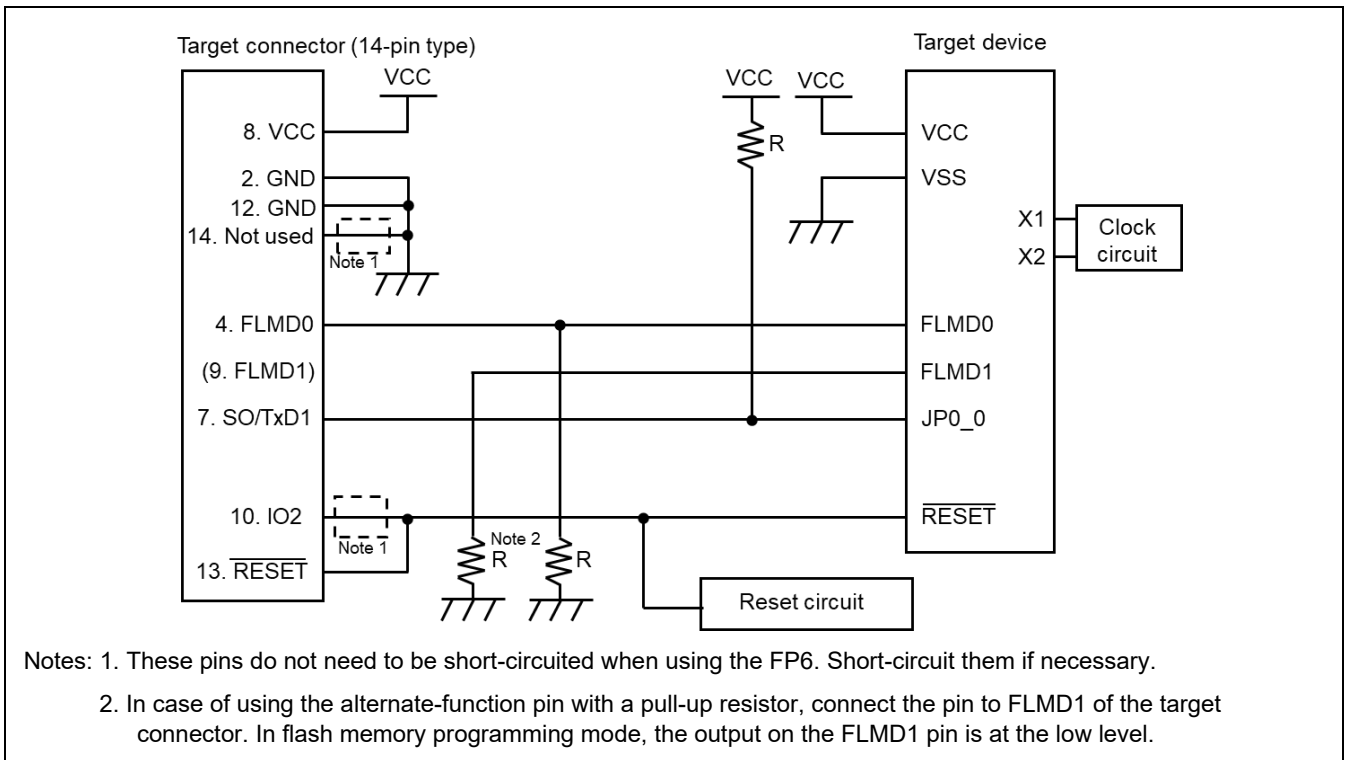 Target connector (14-pin type)
Target device
VCC
VCC
VCC
8. VCC
R
VCC
2. GND
VSS
12. GND
14. Not used
Note 1
X1
X2
Clock
circuit
4. FLMD0
FLMD0
(9. FLMD1)
FLMD1
7. SO/TxD1
JP0_0
10. IO2
Note 1
RESET
13. RESET
Note 2
R
R
Reset circuit
Notes: 1. These pins do not need to be short-circuited when using the FP6. Short-circuit them if necessary.
2. In case of using the alternate-function pin with a pull-up resistor, connect the pin to FLMD1 of the target
connector. In flash memory programming mode, the output on the FLMD1 pin is at the low level.